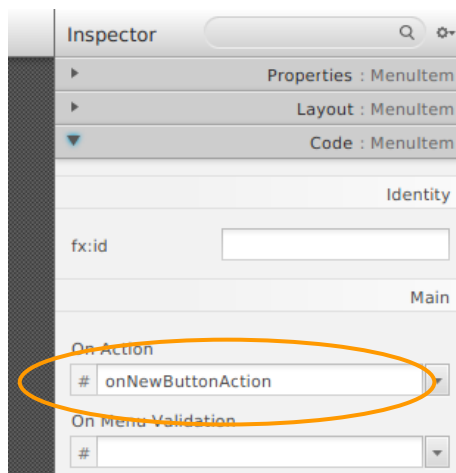 Inspector
Properties : MenuItem
Layout : MenuItem
Code : MenuItem
Identity
fx:id
Main
On Action
# onNewButtonAction
On Menu Validation
#